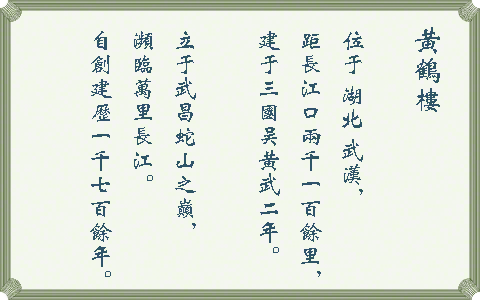 黃鶴樓
位于湖北武漢，
距長江口兩千一百餘里，
建于三國吴黃武二年。
立于武昌蛇山之巔，
瀕臨萬里長江。
自創建歷一千七百餘年。